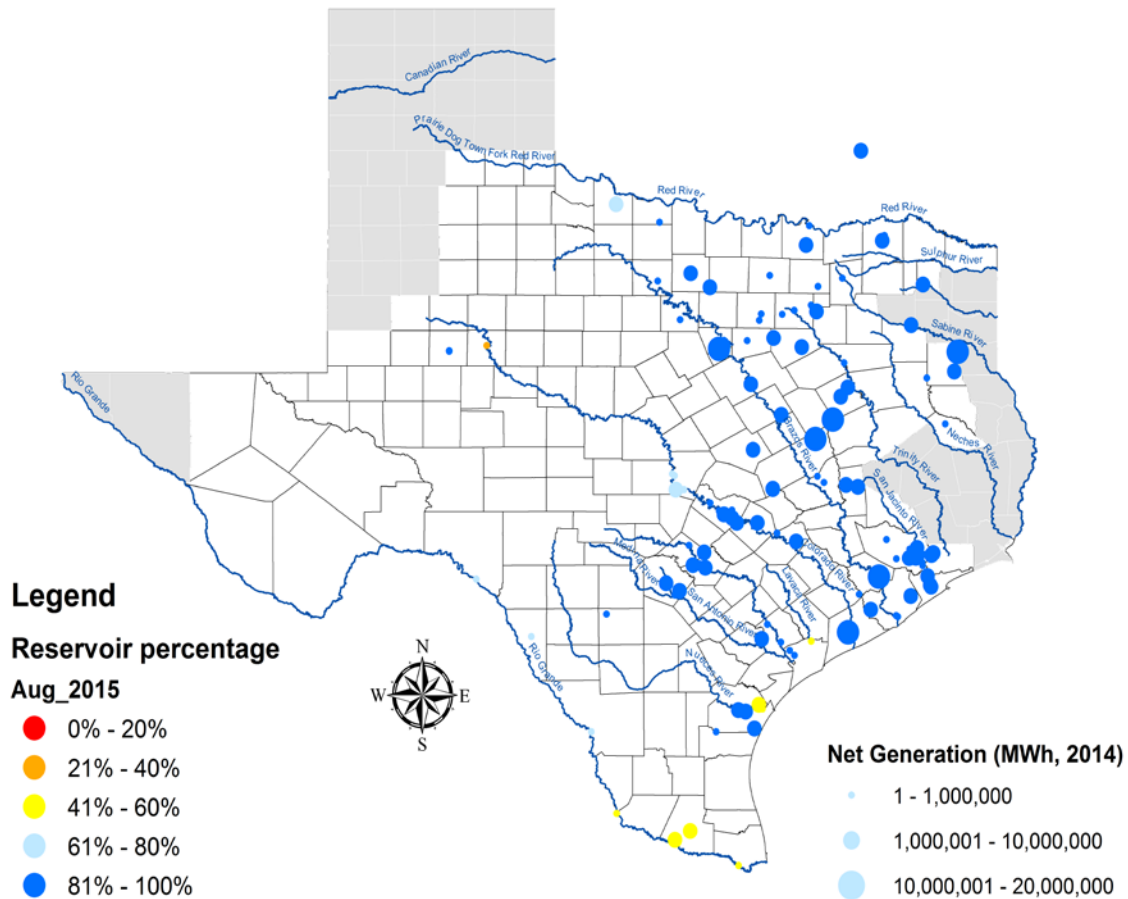 Canadian River
Prairie Dog Town Fork Red River
Red River
Red River
Sulphur River
Sabine River
Rio Grande
Brazos River
Neches River
Trinity River
San Jacinto River
Colorado River
Medina River
Lavaca River
San Antonio River
Nueces River
Rio Grande
N
W
E
S
Legend
Reservoir percentage
Aug_2015
0% - 20%
21% - 40%
41% - 60%
61% - 80%
81% - 100%
Net Generation (MWh, 2014)
1 - 1,000,000
1,000,001 - 10,000,000
10,000,001 - 20,000,000